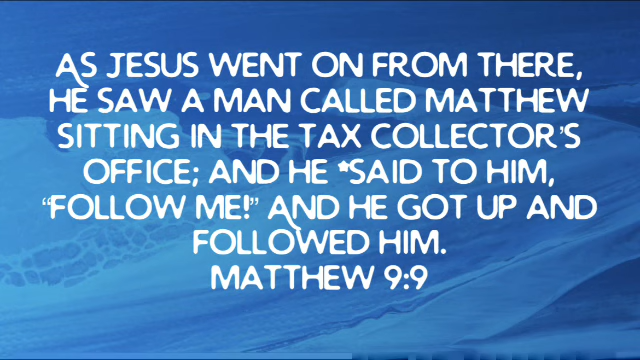 AS JESUS WENT ON FROM THERE,
HE SAW A MAN CALLED MATTHEW
SITTING IN THE TAX COLLECTOR'S
OFFICE; AND HE *SAID TO HIM,
“FOLLOW ME!” AND HE GOT UP AND
FOLLOWED HIM.
MATTHEW 9:9